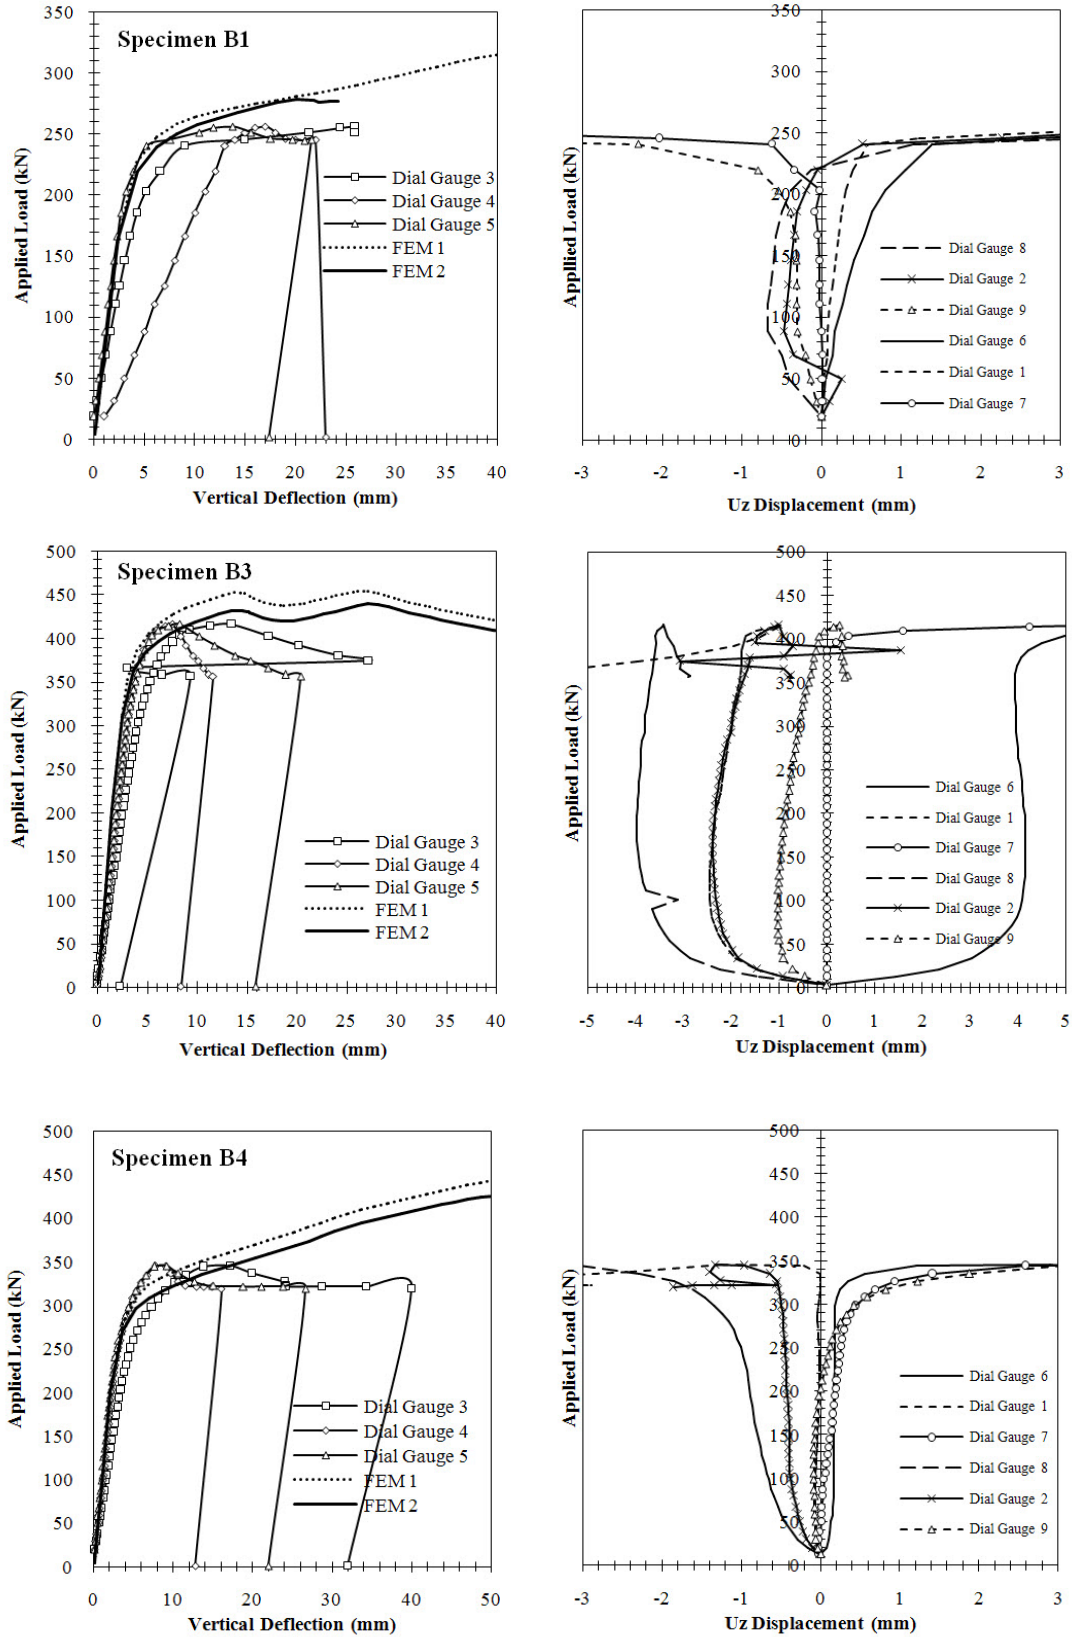 Specimen B1
Applied Load (kN)
350
300
250
200
150
100
50
0
Dial Gauge 3
Dial Gauge 4
Dial Gauge 5
FEM 1
FEM 2
0 5 10 15 20 25 30 35 40
Vertical Deflection (mm)
Applied Load (kN)
350
300
250
200
150
100
50
0
Dial Gauge 8
Dial Gauge 2
Dial Gauge 9
Dial Gauge 6
Dial Gauge 1
Dial Gauge 7
-3 -2 -1 0 1 2 3
Uz Displacement (mm)
Specimen B3
Applied Load (kN)
500
450
400
350
300
250
200
150
100
50
0
Dial Gauge 3
Dial Gauge 4
Dial Gauge 5
FEM 1
FEM 2
0 5 10 15 20 25 30 35 40
Vertical Deflection (mm)
Applied Load (kN)
500
450
400
350
300
250
200
150
100
50
0
Dial Gauge 6
Dial Gauge 1
Dial Gauge 7
Dial Gauge 8
Dial Gauge 2
Dial Gauge 9
-5 -4 -3 -2 -1 0 1 2 3 4 5
Uz Displacement (mm)
Specimen B4
Applied Load (kN)
500
450
400
350
300
250
200
150
100
50
0
Dial Gauge 3
Dial Gauge 4
Dial Gauge 5
FEM 1
FEM 2
0 10 20 30 40 50
Vertical Deflection (mm)
Applied Load (kN)
500
450
400
350
300
250
200
150
100
50
0
Dial Gauge 6
Dial Gauge 1
Dial Gauge 7
Dial Gauge 8
Dial Gauge 2
Dial Gauge 9
-3 -2 -1 0 1 2 3
Uz Displacement (mm)